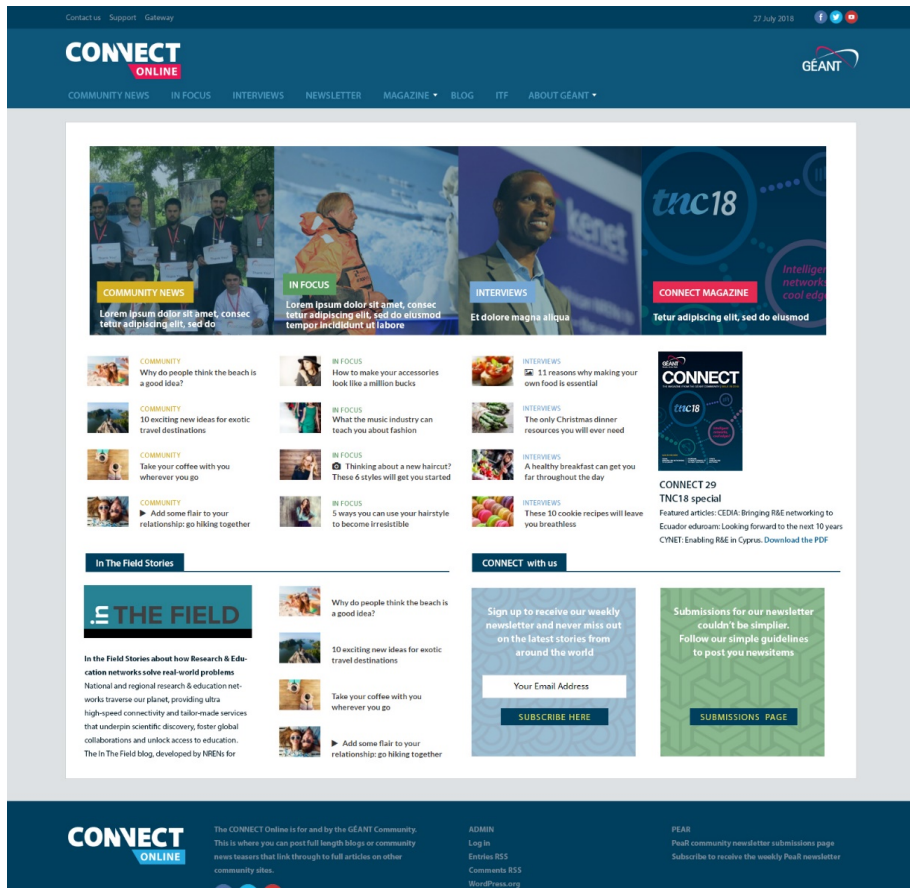 Contact us Support Gateway
27 July 2018
CONNECT
ONLINE
GÉANT
COMMUNITY NEWS IN FOCUS INTERVIEWS NEWSLETTER MAGAZINE BLOG ITF ABOUT GÉANT
COMMUNITY NEWS
Lorem ipsum dolor sit amet, consec
tetur adipiscing elit, sed do
IN FOCUS
Lorem ipsum dolor sit amet, consec
tetur adipiscing elit, sed do eiusmod
tempor incididunt ut labore
kenet
INTERVIEWS
Et dolore magna aliqua
tnc18
Intelligen
networks
cool edge
CONNECT MAGAZINE
Tetur adipiscing elit, sed do eiusmod
COMMUNITY
Why do people think the beach is
a good idea?
COMMUNITY
10 exciting new ideas for exotic
travel destinations
COMMUNITY
Take your coffee with you
wherever you go
COMMUNITY
Add some flair to your
relationship: go hiking together
IN FOCUS
How to make your accessories
look like a million bucks
IN FOCUS
What the music industry can
teach you about fashion
IN FOCUS
Thinking about a new haircut?
These 6 styles will get you started
IN FOCUS
5 ways you can use your hairstyle
to become irresistible
INTERVIEWS
11 reasons why making your
own food is essential
INTERVIEWS
The only Christmas dinner
resources you will ever need
INTERVIEWS
A healthy breakfast can get you
far throughout the day
INTERVIEWS
These 10 cookie recipes will leave
you breathless
GÉANT
CONNECT
tnc18
CONNECT 29
TNC18 special
Featured articles: CEDIA: Bringing R&E networking to
Ecuador eduroam: Looking forward to the next 10 years
CYNET: Enabling R&E in Cyprus. Download the PDF
In The Field Stories
in THE FIELD
In the Field Stories about how Research & Edu-
cation networks solve real-world problems
National and regional research & education net-
works traverse our planet, providing ultra
high-speed connectivity and tailor-made services
that underpin scientific discovery, foster global
collaborations and unlock access to education.
The In The Field blog, developed by NRENs for
Why do people think the beach is
a good idea?
10 exciting new ideas for exotic
travel destinations
Take your coffee with you
wherever you go
Add some flair to your
relationship: go hiking together
CONNECT with us
Sign up to receive our weekly
newsletter and never miss out
on the latest stories from
around the world
Your Email Address
SUBSCRIBE HERE
Submissions for our newsletter
couldn't be simplier.
Follow our simple guidelines
to post you newsitems
SUBMISSIONS PAGE
CONNECT
ONLINE
The CONNECT Online is for and by the GÉANT Community.
This is where you can post full length blogs or community
news teasers that link through to full articles on other
community sites.
ADMIN
Log in
Entries RSS
Comments RSS
WordPress.org
PEAR
PeaR community newsletter submissions page
Subscribe to receive the weekly PeaR newsletter